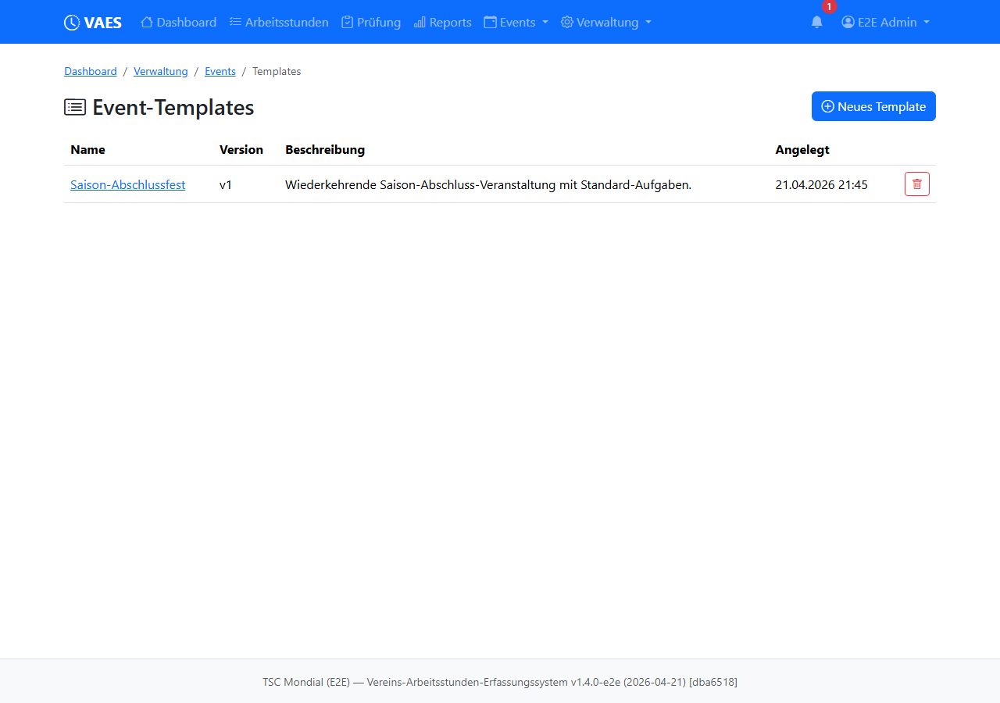 VAES Dashboard Arbeitsstunden Prüfung Reports Events Verwaltung 1 E2E Admin
Dashboard / Verwaltung / Events / Templates
Event-Templates Neues Template
Name Version Beschreibung Angelegt
Saison-Abschlussfest v1 Wiederkehrende Saison-Abschluss-Veranstaltung mit Standard-Aufgaben. 21.04.2026 21:45
TSC Mondial (E2E) — Vereins-Arbeitsstunden-Erfassungssystem v1.4.0-e2e (2026-04-21) [dba6518]